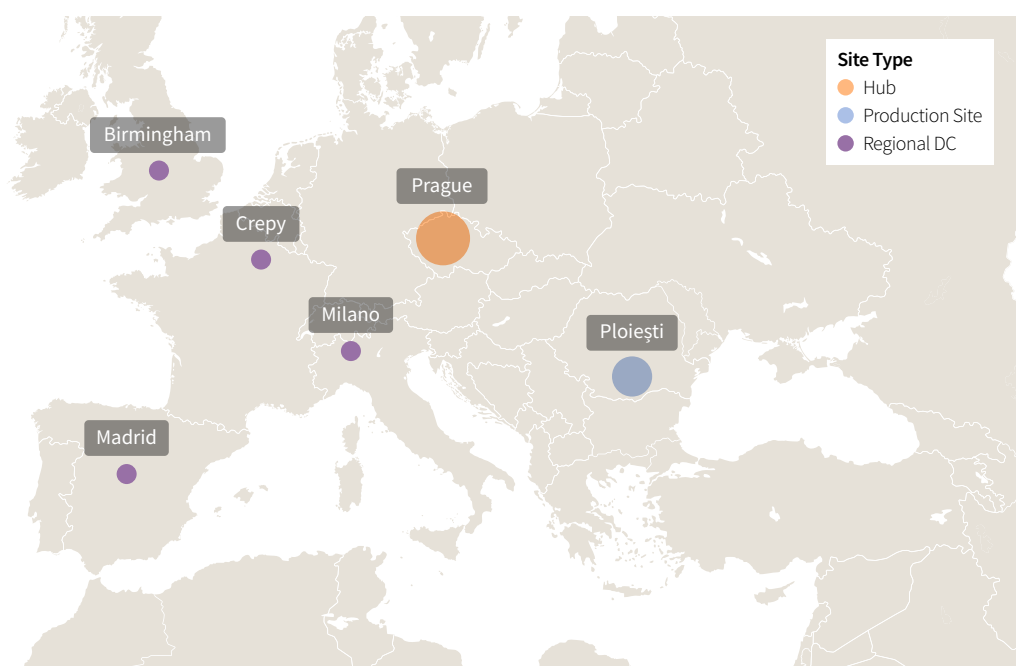 Site Type
Hub
Production Site
Regional DC
Birmingham
Prague
Crepy
Milano
Ploiești
Madrid